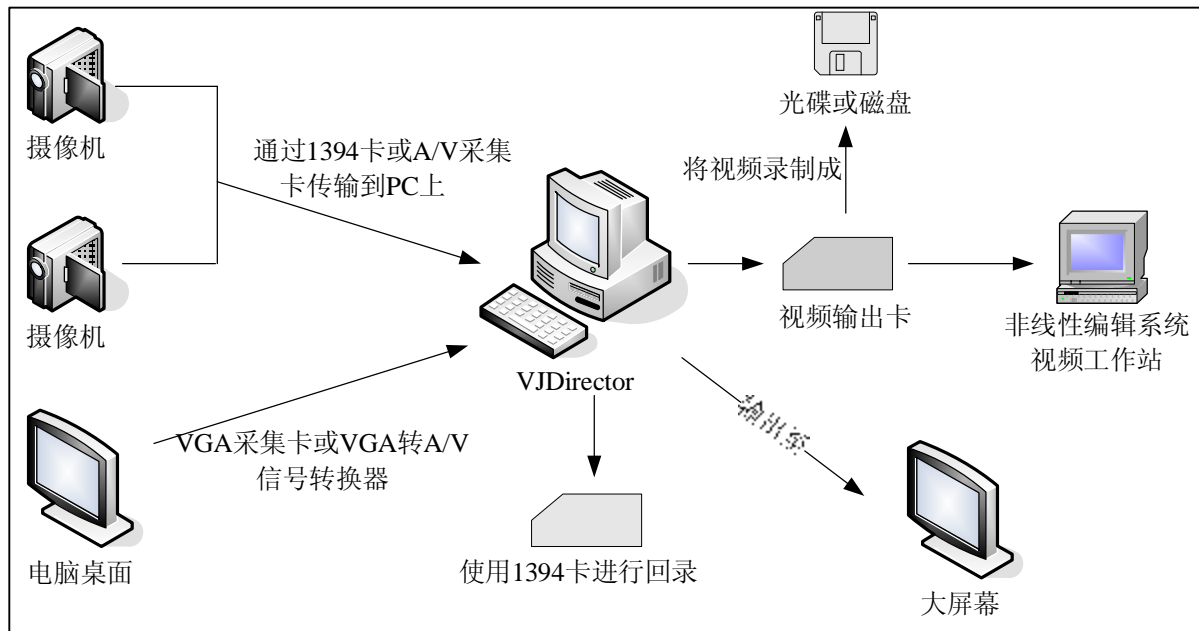 摄像机
摄像机
电脑桌面
通过1394卡或A/V采集
卡传输到PC上
VGA采集卡或VGA转A/V
信号转换器
VJDirector
使用1394卡进行回录
光碟或磁盘
将视频录制成
视频输出卡
非线性编辑系统
视频工作站
输出至
大屏幕